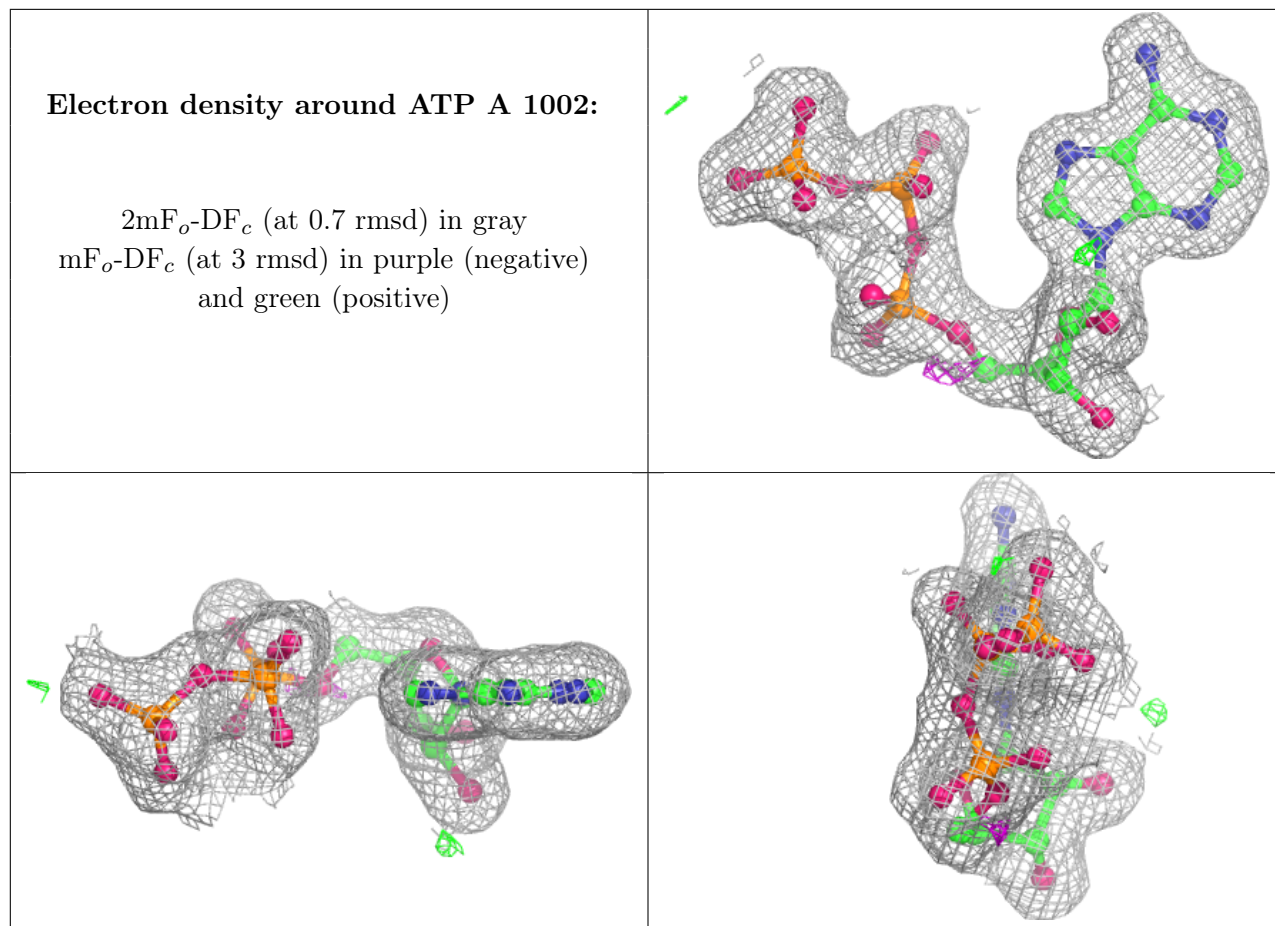 Electron density around ATP A 1002:
2mFo-DFc (at 0.7 rmsd) in gray
mFo-DFc (at 3 rmsd) in purple (negative)
and green (positive)